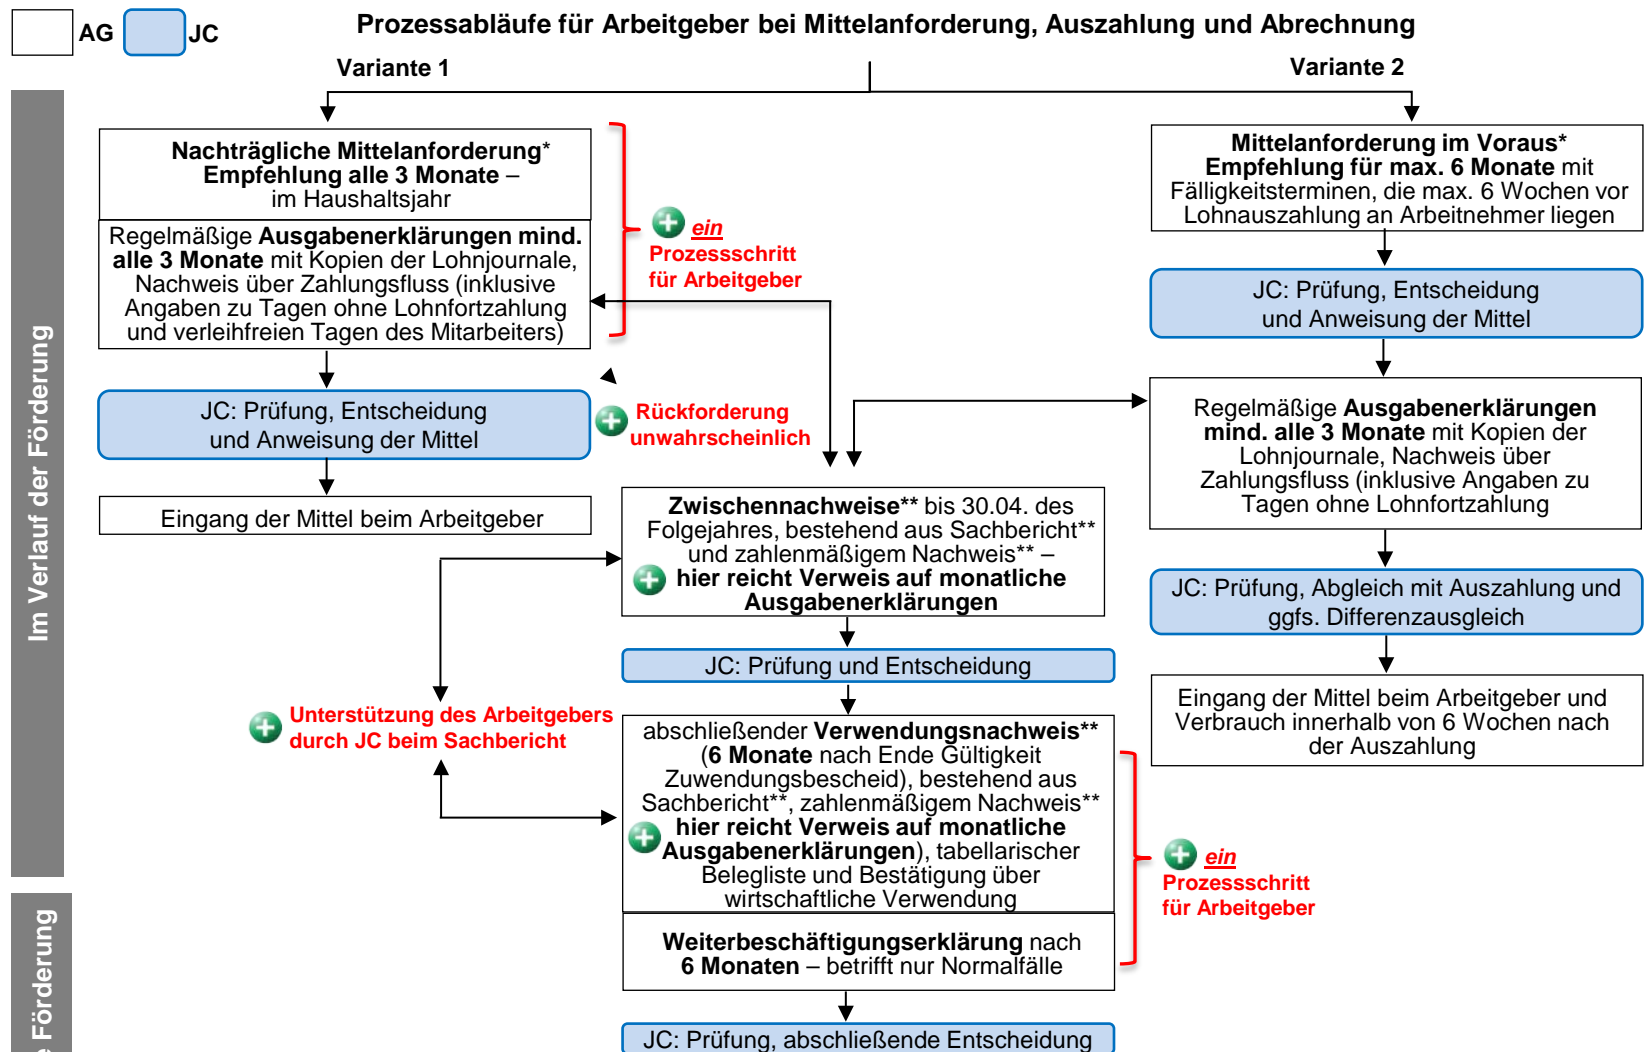 AG
JC
Prozessabläufe für Arbeitgeber bei Mittelanforderung, Auszahlung und Abrechnung
Variante 1
Variante 2
Im Verlauf der Förderung
Nachträgliche Mittelanforderung*
Empfehlung alle 3 Monate –
im Haushaltsjahr
Regelmäßige Ausgabenerklärungen mind.
alle 3 Monate mit Kopien der Lohnjournale,
Nachweis über Zahlungsfluss (inklusive
Angaben zu Tagen ohne Lohnfortzahlung
und verleihfreien Tagen des Mitarbeiters)
ein
Prozessschritt
für Arbeitgeber
JC: Prüfung, Entscheidung
und Anweisung der Mittel
Rückforderung
unwahrscheinlich
Eingang der Mittel beim Arbeitgeber
Mittelanforderung im Voraus*
Empfehlung für max. 6 Monate mit
Fälligkeitsterminen, die max. 6 Wochen vor
Lohnauszahlung an Arbeitnehmer liegen
JC: Prüfung, Entscheidung
und Anweisung der Mittel
Regelmäßige Ausgabenerklärungen
mind. alle 3 Monate mit Kopien der
Lohnjournale, Nachweis über
Zahlungsfluss (inklusive Angaben zu
Tagen ohne Lohnfortzahlung
JC: Prüfung, Abgleich mit Auszahlung und
ggfs. Differenzausgleich
Eingang der Mittel beim Arbeitgeber und
Verbrauch innerhalb von 6 Wochen nach
der Auszahlung
Zwischennachweise** bis 30.04. des
Folgejahres, bestehend aus Sachbericht**
und zahlenmäßigem Nachweis** –
hier reicht Verweis auf monatliche
Ausgabenerklärungen
JC: Prüfung und Entscheidung
Unterstützung des Arbeitgebers
durch JC beim Sachbericht
abschließender Verwendungsnachweis**
(6 Monate nach Ende Gültigkeit
Zuwendungsbescheid), bestehend aus
Sachbericht**, zahlenmäßigem Nachweis**
hier reicht Verweis auf monatliche
Ausgabenerklärungen), tabellarischer
Belegliste und Bestätigung über
wirtschaftliche Verwendung
ein
Prozessschritt
für Arbeitgeber
Weiterbeschäftigungserklärung nach
6 Monaten – betrifft nur Normalfälle
JC: Prüfung, abschließende Entscheidung
e Förderung